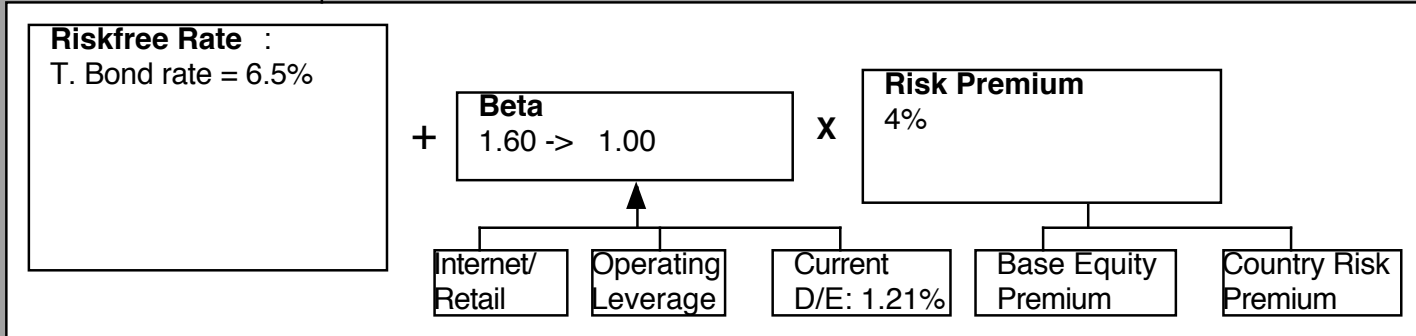 Riskfree Rate :
T. Bond rate = 6.5%
+
Beta
1.60 -> 1.00
X
Risk Premium
4%
Internet/
Retail
Operating
Leverage
Current
D/E: 1.21%
Base Equity
Premium
Country Risk
Premium